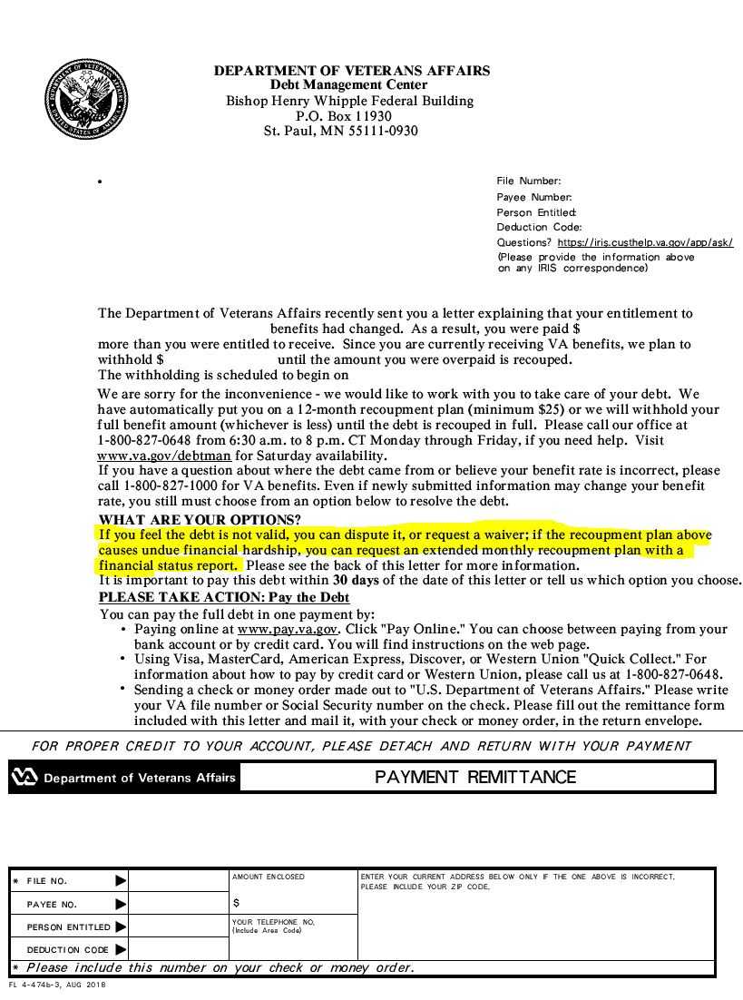 DEPARTMENT OF VETERANS AFFAIRS
Debt Management Center
Bishop Henry Whipple Federal Building
P.O. Box 11930
St. Paul, MN 55111-0930
DEPARTMENT OF VETERANS AFFAIRS
UNITED STATES OF AMERICA
•
File Number:
Payee Number:
Person Entitled:
Deduction Code:
Questions? https://iris.custhelp.va.gov/app/ask/
(Please provide the information above
on any IRIS correspondence)
The Department of Veterans Affairs recently sent you a letter explaining that your entitlement to
benefits had changed. As a result, you were paid $
more than you were entitled to receive. Since you are currently receiving VA benefits, we plan to
withhold $ until the amount you were overpaid is recouped.
The withholding is scheduled to begin on
We are sorry for the inconvenience - we would like to work with you to take care of your debt. We
have automatically put you on a 12-month recoupment plan (minimum $25) or we will withhold your
full benefit amount (whichever is less) until the debt is recouped in full. Please call our office at
1-800-827-0648 from 6:30 a.m. to 8 p.m. CT Monday through Friday, if you need help. Visit
www.va.gov/debtman for Saturday availability.
If you have a question about where the debt came from or believe your benefit rate is incorrect, please
call 1-800-827-1000 for VA benefits. Even if newly submitted information may change your benefit
rate, you still must choose from an option below to resolve the debt.
WHAT ARE YOUR OPTIONS?
If you feel the debt is not valid, you can dispute it, or request a waiver; if the recoupment plan above
causes undue financial hardship, you can request an extended monthly recoupment plan with a
financial status report. Please see the back of this letter for more information.
It is important to pay this debt within 30 days of the date of this letter or tell us which option you choose.
PLEASE TAKE ACTION: Pay the Debt
You can pay the full debt in one payment by:
• Paying online at www.pay.va.gov. Click "Pay Online." You can choose between paying from your
bank account or by credit card. You will find instructions on the web page.
• Using Visa, MasterCard, American Express, Discover, or Western Union "Quick Collect." For
information about how to pay by credit card or Western Union, please call us at 1-800-827-0648.
• Sending a check or money order made out to "U.S. Department of Veterans Affairs." Please write
your VA file number or Social Security number on the check. Please fill out the remittance form
included with this letter and mail it, with your check or money order, in the return envelope.
FOR PROPER CREDIT TO YOUR ACCOUNT, PLEASE DETACH AND RETURN WITH YOUR PAYMENT
VA Department of Veterans Affairs
PAYMENT REMITTANCE
* FILE NO.
PAYEE NO.
PERSON ENTITLED
DEDUCTION CODE
AMOUNT ENCLOSED
$
YOUR TELEPHONE NO.
(Include Area Code)
ENTER YOUR CURRENT ADDRESS BELOW ONLY IF THE ONE ABOVE IS INCORRECT,
PLEASE INCLUDE YOUR ZIP CODE.
* Please include this number on your check or money order.
FL 4-474b-3, AUG 2018